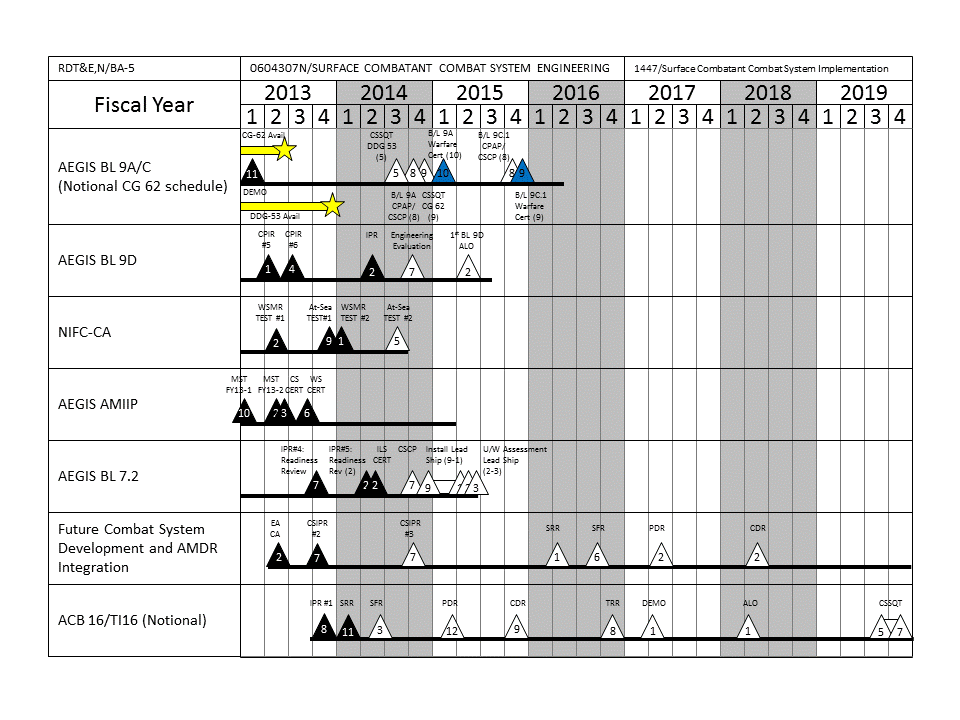 RDT&E,N/BA-5
0604307N/SURFACE COMBATANT COMBAT SYSTEM ENGINEERING
1447/Surface Combatant Combat System Implementation
Fiscal Year
2013 2014 2015 2016 2017 2018 2019
1 2 3 4 1 2 3 4 1 2 3 4 1 2 3 4 1 2 3 4 1 2 3 4 1 2 3 4
AEGIS BL 9A/C
(Notional CG 62 schedule)
CG-62 Avail
CSSQT
DDG 53
(5)
B/L 9A
Warfare
Cert (10)
B/L 9C.1
CPAP/
CSCP (8)
11 5 8 9 10 8 9
DEMO
DDG-53 Avail
B/L 9A
CPAP/
CSCP (8)
CSSQT
CG 62
(9)
B/L 9C.1
Warfare
Cert (9)
AEGIS BL 9D
CPIR
#5
CPIR
#6
IPR
Engineering
Evaluation
1st BL 9D
ALO
1 4 2 7 2
NIFC-CA
WSMR
TEST #1
At-Sea
TEST#1
WSMR
TEST #2
At-Sea
TEST #2
2 9 1 5
AEGIS AMIIP
MST
FY13-1
MST
FY13-2
CS
CERT
WS
CERT
10 2 3 6
AEGIS BL 7.2
IPR#4:
Readiness
Review
IPR#5:
Readiness
Rev (2)
ILS
CERT
CSCP
Install Lead
Ship (9-1)
U/W Assessment
Lead Ship
(2-3)
7 2 2 7 9 1 2 3
Future Combat System
Development and AMDR
Integration
EA
CA
CSIPR
#2
CSIPR
#3
SRR
SFR
PDR
CDR
2 7 7 1 6 2 2
ACB 16/TI16 (Notional)
IPR #1
SRR
SFR
PDR
CDR
TRR
DEMO
ALO
CSSQT
8 11 3 12 9 8 1 1 5 7